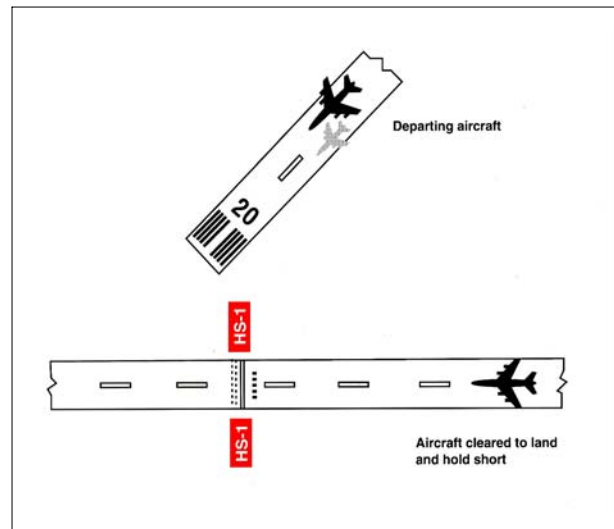 Departing aircraft
20
HS-1
HS-1
Aircraft cleared to land
and hold short